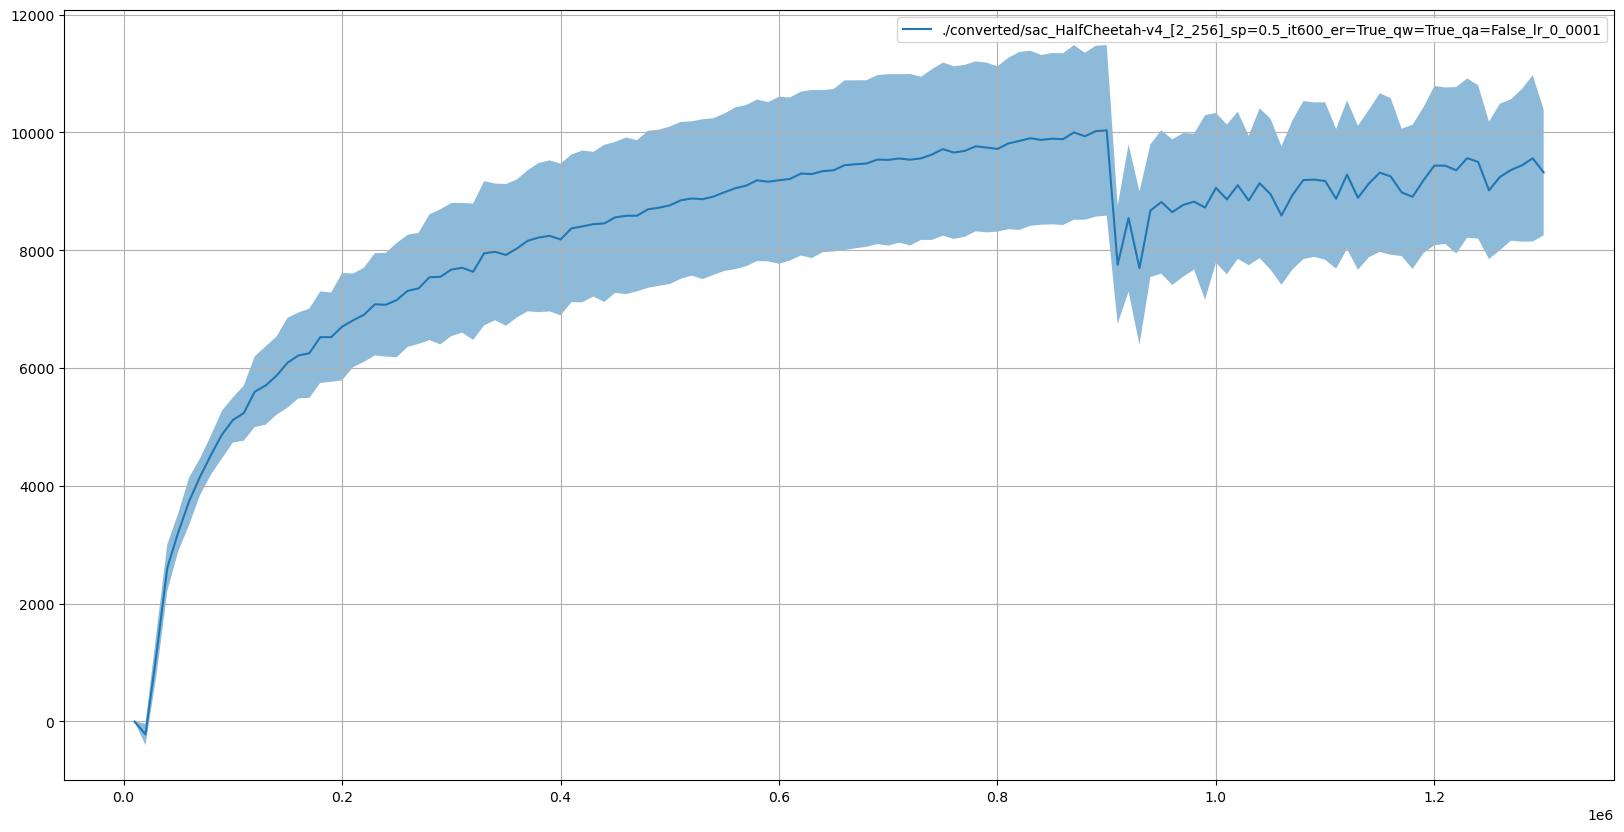 ./converted/sac_HalfCheetah-v4_[2_256]_sp=0.5_it600_er=True_qw=True_qa=False_lr_0_0001
12000
10000
8000
6000
4000
2000
0
0.0 0.2 0.4 0.6 0.8 1.0 1.2
1e6